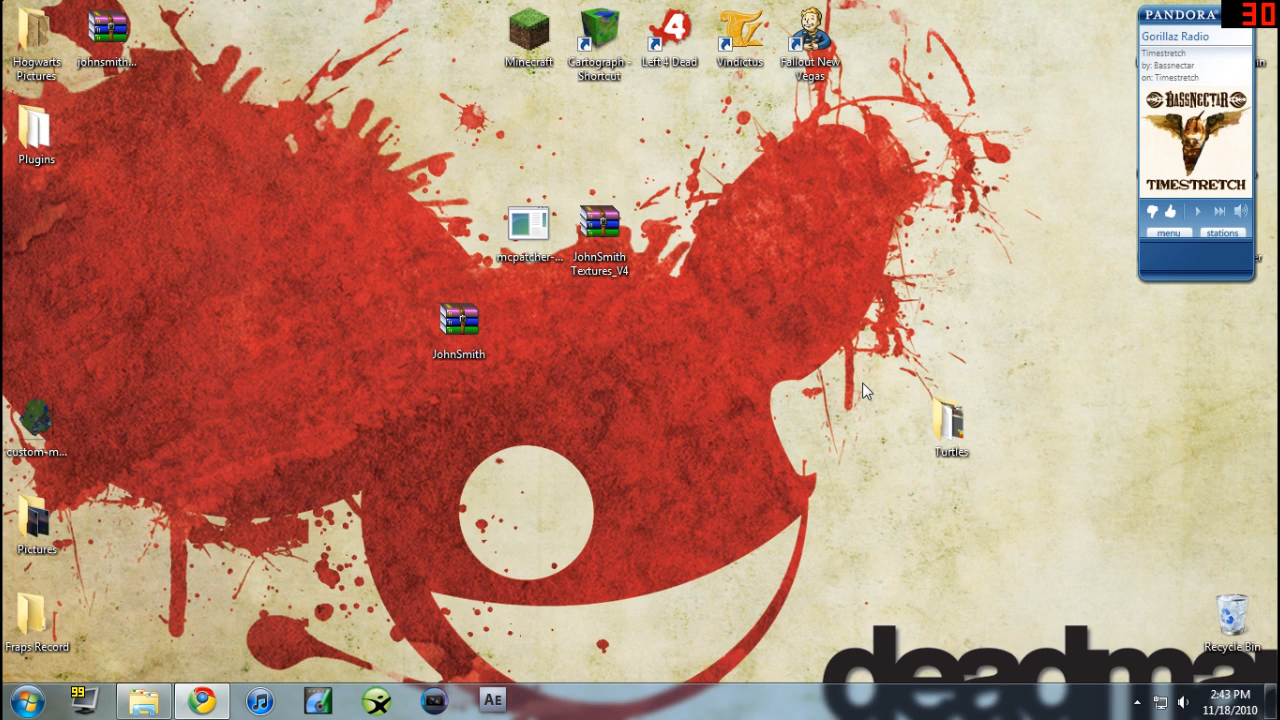 Hogwarts
Pictures
johnsmith...
Minecraft
Cartograph -
Shortcut
Left 4 Dead
Vindictus
Fallout New
Vegas
30
PANDORA
Gorillaz Radio
Timestretch
by: Bassnectar
on: Timestretch
BASSNECTAR
TIMESTRETCH
menu
stations
Plugins
mcpatcher-...
JohnSmith
Textures_V4
JohnSmith
Turtles
custom-m...
Pictures
Fraps Record
Recycle Bin
deadma
99
AE
2:43 PM
11/18/2010